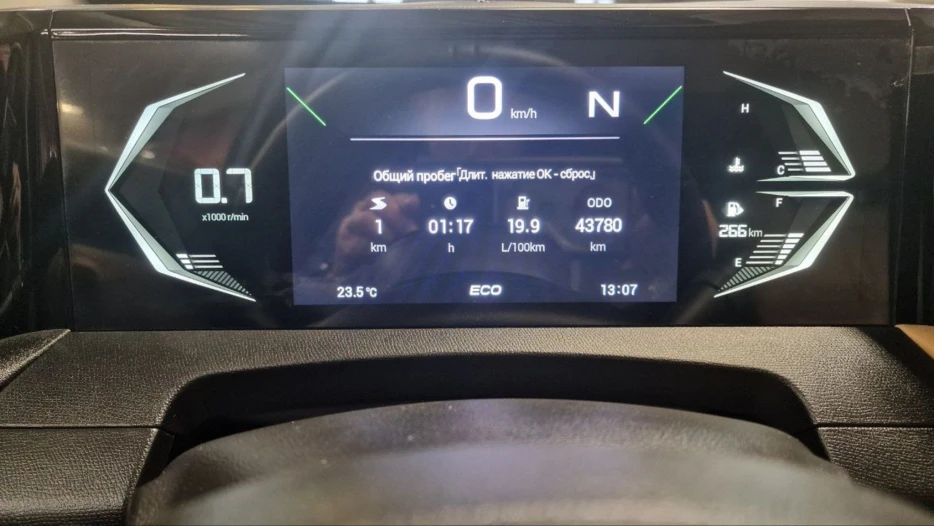 0 km/h N
H
Общий пробег「Длит. нажатие OK - сброс」
0.7
x1000 r/min
C
1 01:17 19.9 ODO 43780
km h L/100km km
F
266 km
E
23.5 °C ECO 13:07